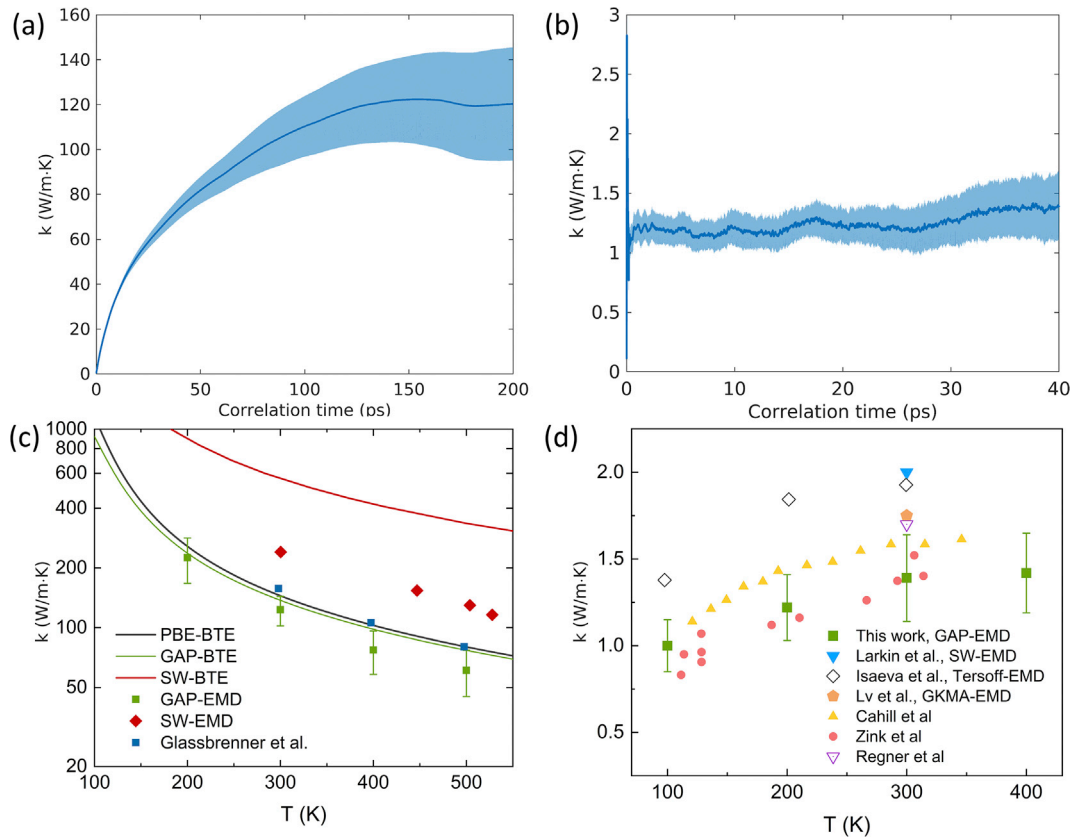 (a)
160
140
120
100
80
60
40
20
0
k (W/m·K)
0 50 100 150 200
Correlation time (ps)
(b)
3
2.5
2
1.5
1
0.5
0
k (W/m·K)
0 10 20 30 40
Correlation time (ps)
(c)
1000
800
600
400
200
100
50
20
k (W/m·K)
PBE-BTE
GAP-BTE
SW-BTE
GAP-EMD
SW-EMD
Glassbrenner et al.
100 200 300 400 500
T (K)
(d)
2.0
1.5
1.0
0.5
k (W/m·K)
This work, GAP-EMD
Larkin et al., SW-EMD
Isaeva et al., Tersoff-EMD
Lv et al., GKMA-EMD
Cahill et al
Zink et al
Regner et al
100 200 300 400
T (K)